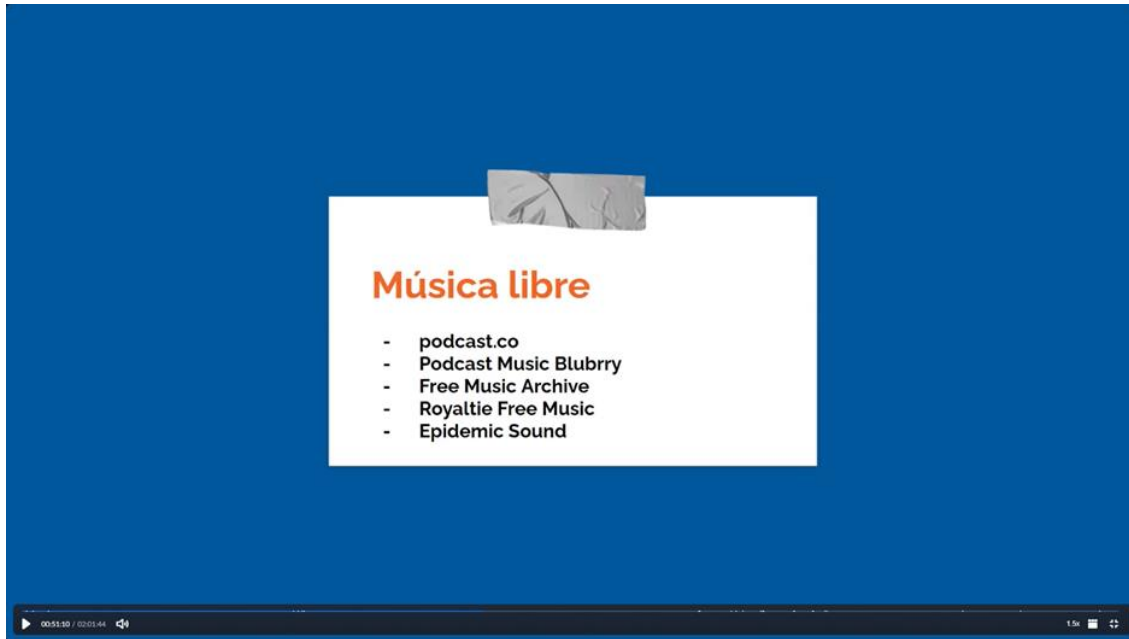 Música libre
- podcast.co
- Podcast Music Blubrry
- Free Music Archive
- Royaltie Free Music
- Epidemic Sound
00:51:10 / 02:01:44
1.5x